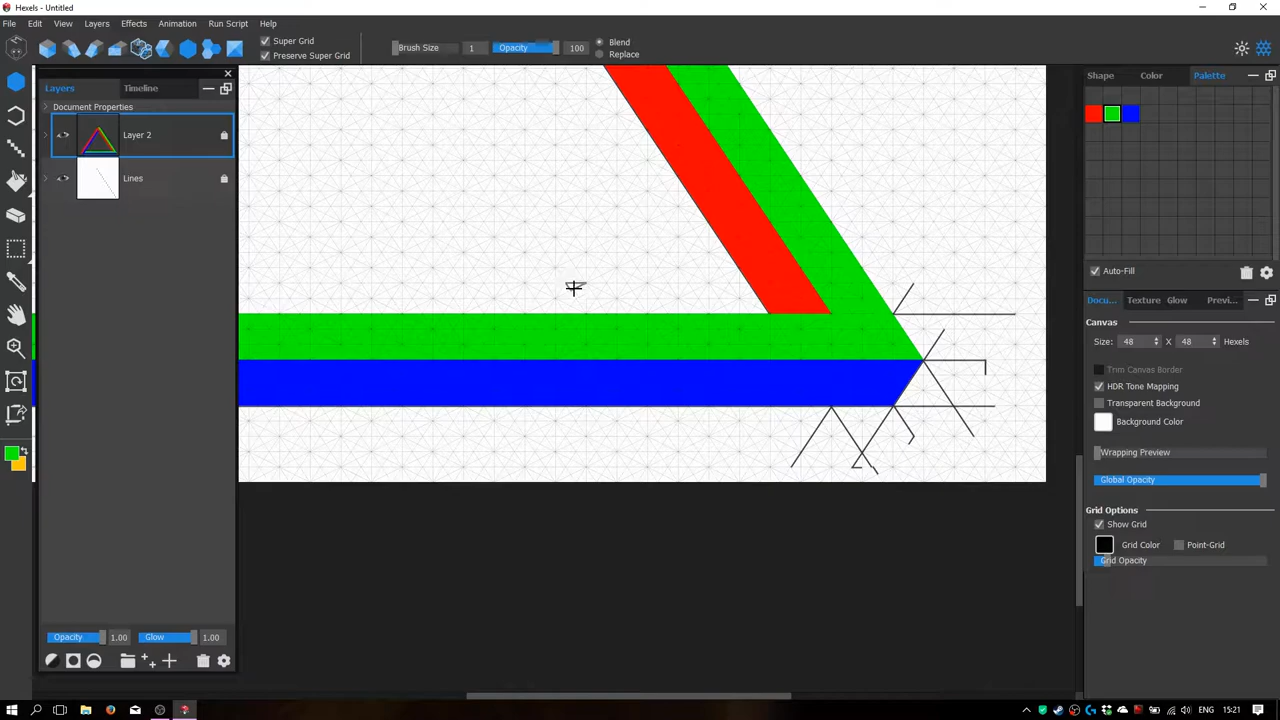 Hexels - Untitled
File Edit View Layers Effects Animation Run Script Help
Super Grid
Preserve Super Grid
Brush Size 1 Opacity 100
Blend
Replace
Layers Timeline
Document Properties
Layer 2
Lines
Opacity 1.00 Glow 1.00
Shape Color Palette
Auto-Fill
Docu... Texture Glow Previ...
Canvas
Size: 48 X 48 Hexels
Trim Canvas Border
HDR Tone Mapping
Transparent Background
Background Color
Wrapping Preview
Global Opacity
Grid Options
Show Grid
Grid Color Point-Grid
Grid Opacity
ENG 15:21